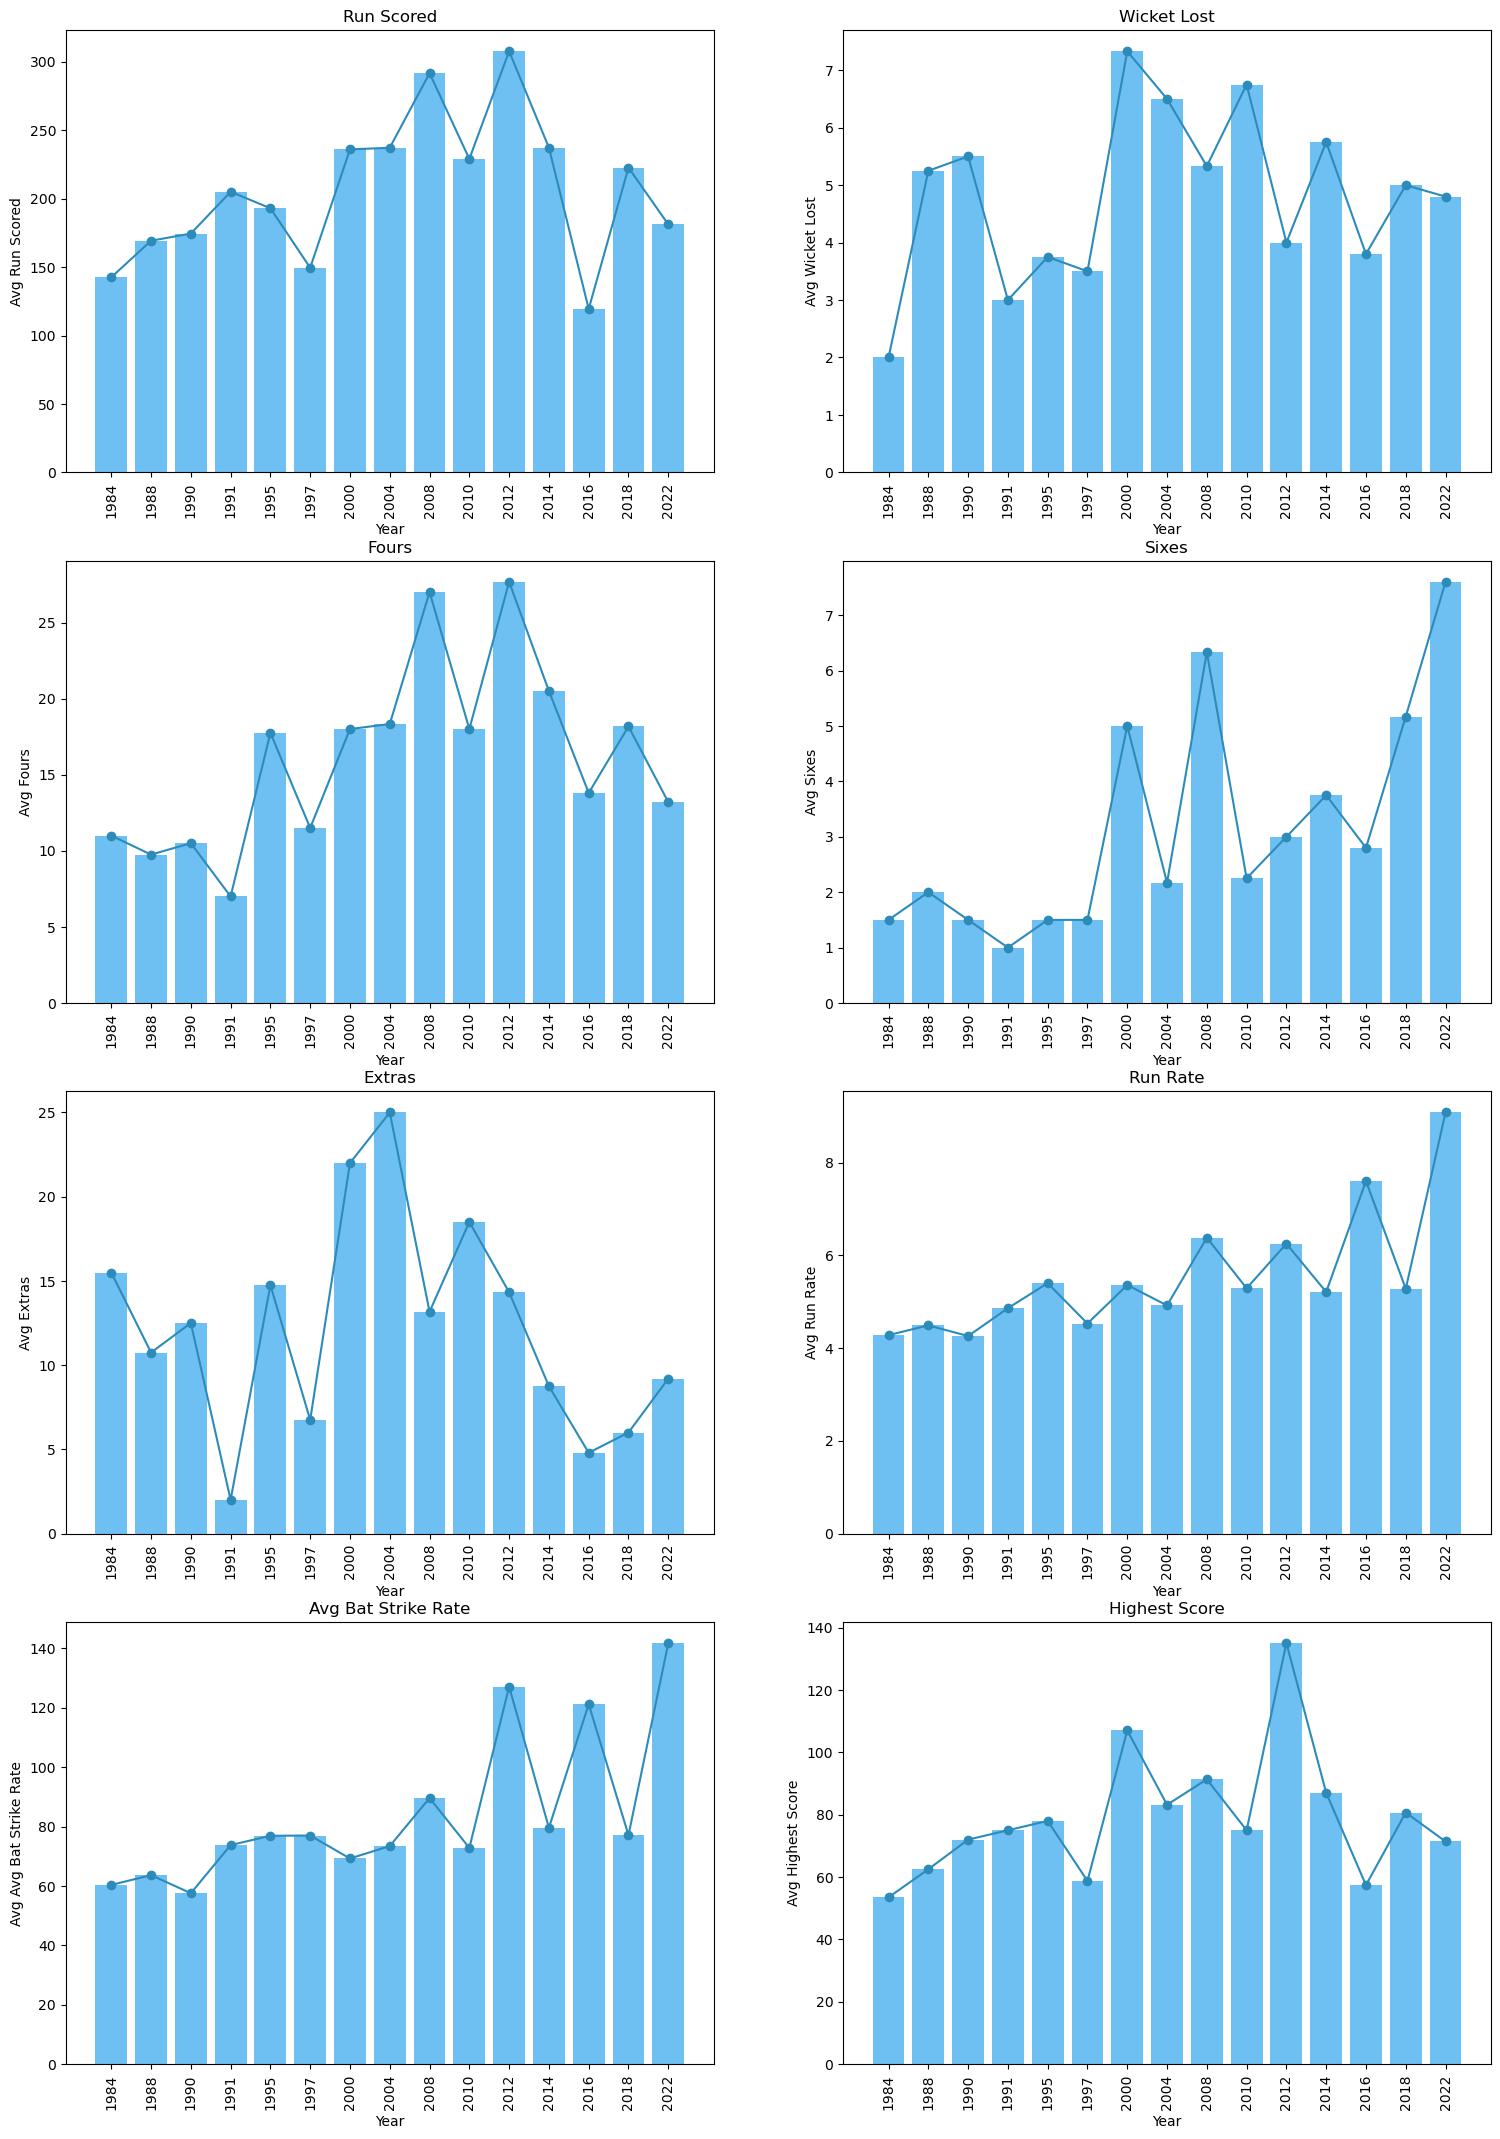 Run Scored
Avg Run Scored
300
250
200
150
100
50
0
1984 1988 1990 1991 1995 1997 2000 2004 2008 2010 2012 2014 2016 2018 2022
Year
Wicket Lost
Avg Wicket Lost
7
6
5
4
3
2
1
0
1984 1988 1990 1991 1995 1997 2000 2004 2008 2010 2012 2014 2016 2018 2022
Year
Fours
Avg Fours
25
20
15
10
5
0
1984 1988 1990 1991 1995 1997 2000 2004 2008 2010 2012 2014 2016 2018 2022
Year
Sixes
Avg Sixes
7
6
5
4
3
2
1
0
1984 1988 1990 1991 1995 1997 2000 2004 2008 2010 2012 2014 2016 2018 2022
Year
Extras
Avg Extras
25
20
15
10
5
0
1984 1988 1990 1991 1995 1997 2000 2004 2008 2010 2012 2014 2016 2018 2022
Year
Run Rate
Avg Run Rate
8
6
4
2
0
1984 1988 1990 1991 1995 1997 2000 2004 2008 2010 2012 2014 2016 2018 2022
Year
Avg Bat Strike Rate
Avg Avg Bat Strike Rate
140
120
100
80
60
40
20
0
1984 1988 1990 1991 1995 1997 2000 2004 2008 2010 2012 2014 2016 2018 2022
Year
Highest Score
Avg Highest Score
140
120
100
80
60
40
20
0
1984 1988 1990 1991 1995 1997 2000 2004 2008 2010 2012 2014 2016 2018 2022
Year